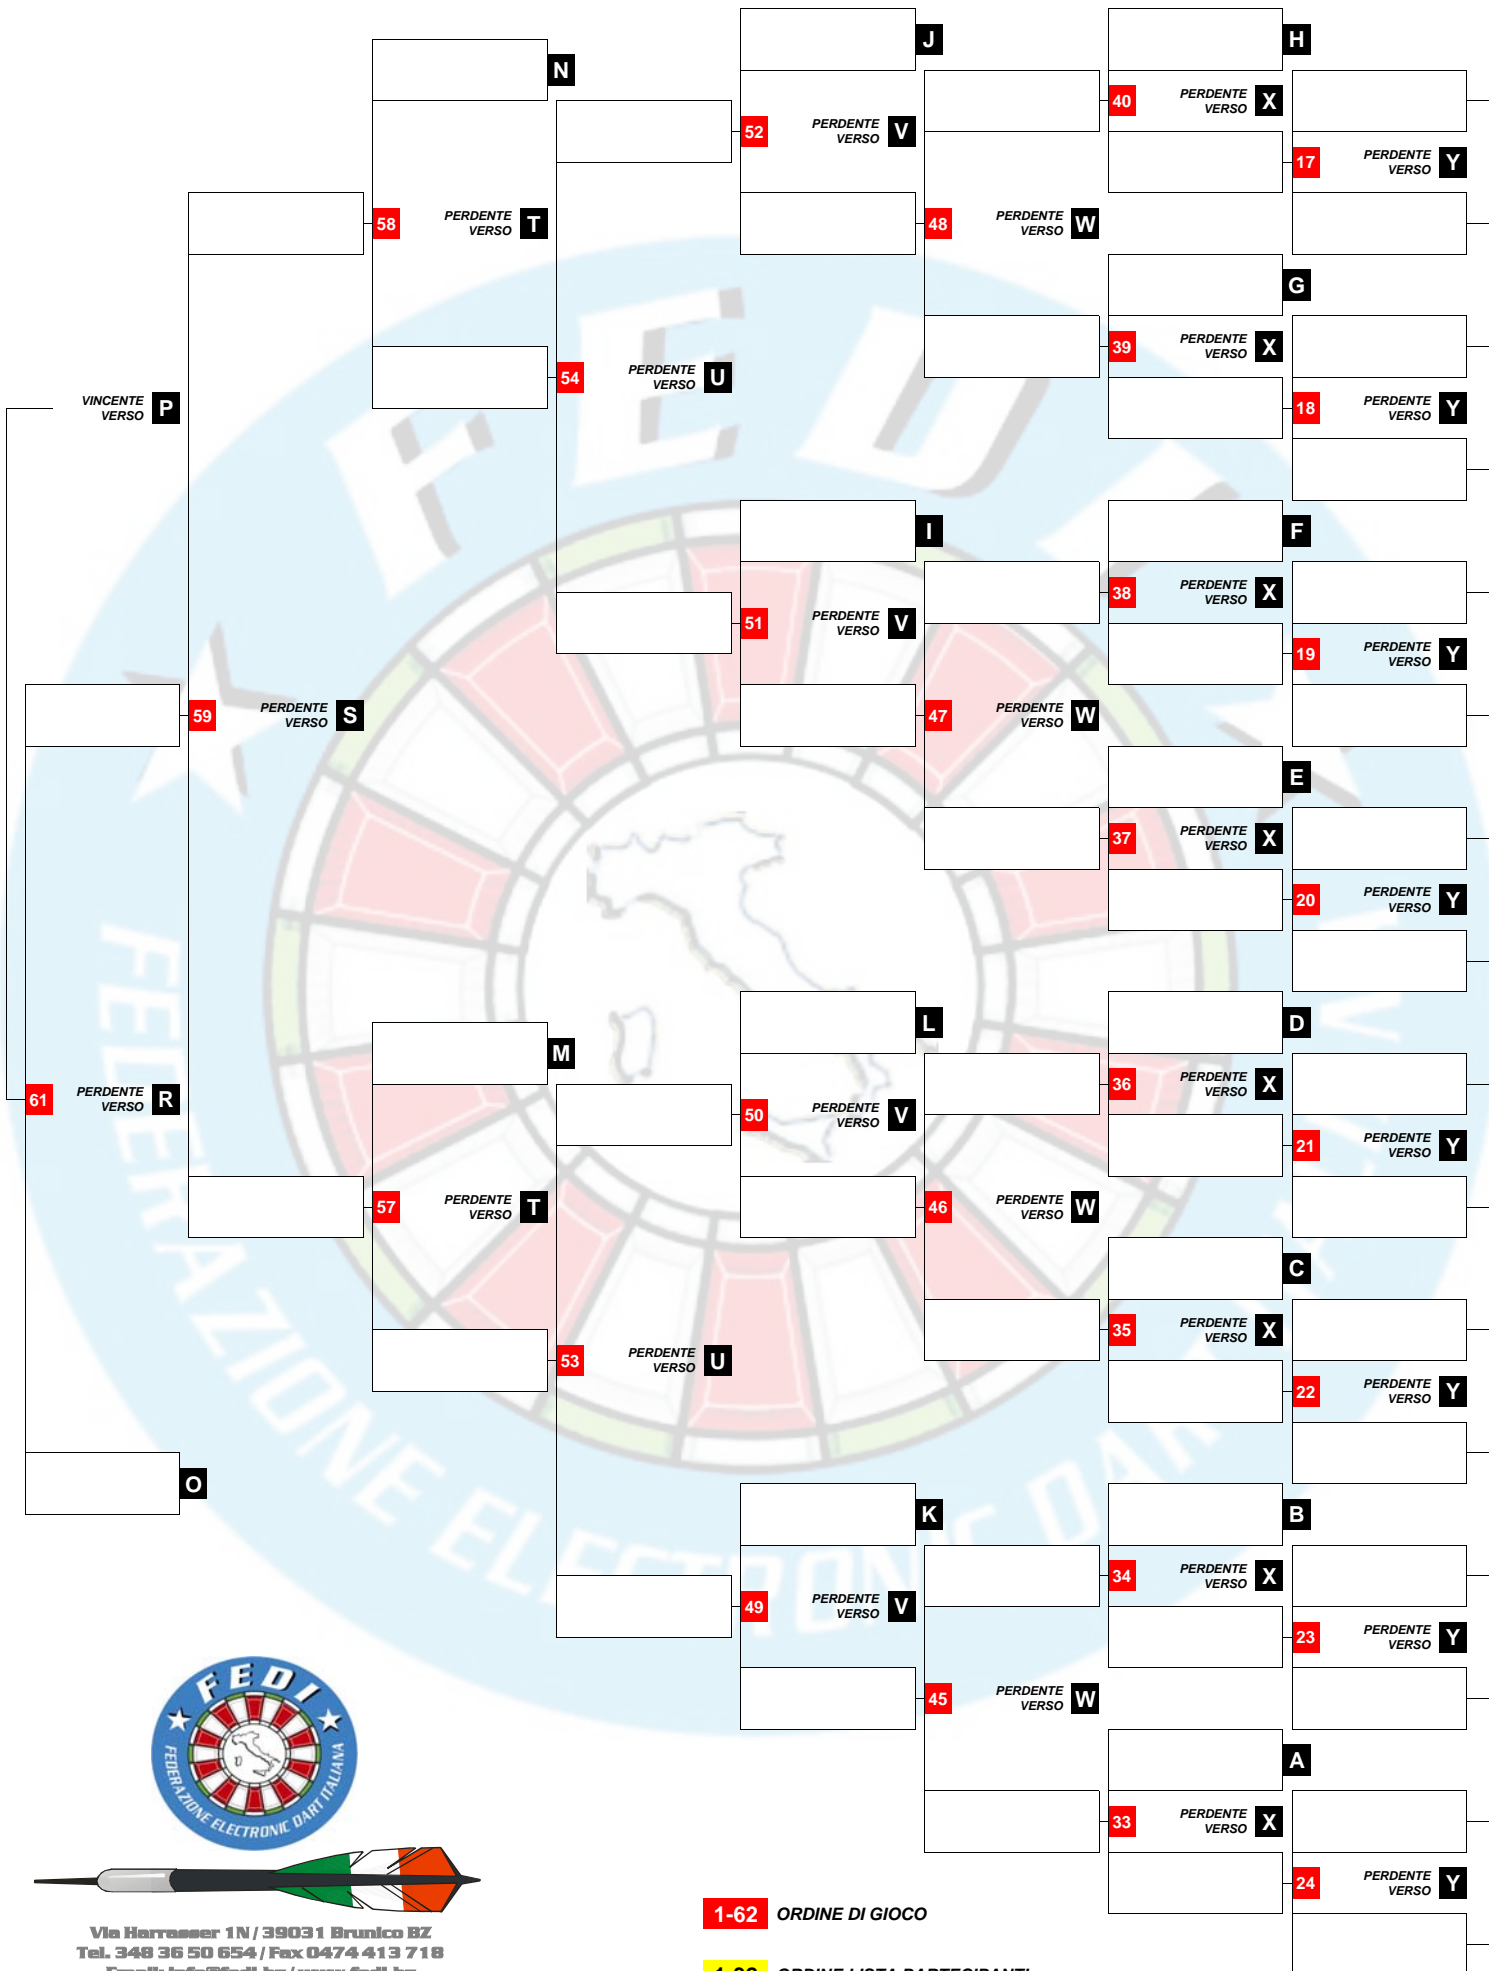 J
H
N
40 PERDENTE VERSO X
52 PERDENTE VERSO V
17 PERDENTE VERSO Y
58 PERDENTE VERSO T
48 PERDENTE VERSO W
G
39 PERDENTE VERSO X
54 PERDENTE VERSO U
VINCENTE VERSO P
18 PERDENTE VERSO Y
I
F
38 PERDENTE VERSO X
51 PERDENTE VERSO V
19 PERDENTE VERSO Y
59 PERDENTE VERSO S
47 PERDENTE VERSO W
E
37 PERDENTE VERSO X
20 PERDENTE VERSO Y
L
D
M
36 PERDENTE VERSO X
61 PERDENTE VERSO R
50 PERDENTE VERSO V
21 PERDENTE VERSO Y
57 PERDENTE VERSO T
46 PERDENTE VERSO W
C
35 PERDENTE VERSO X
53 PERDENTE VERSO U
22 PERDENTE VERSO Y
O
K
B
34 PERDENTE VERSO X
49 PERDENTE VERSO V
23 PERDENTE VERSO Y
45 PERDENTE VERSO W
A
33 PERDENTE VERSO X
24 PERDENTE VERSO Y
FEDI
FEDERAZIONE ELECTRONIC DART ITALIANA
1-62 ORDINE DI GIOCO
Via Harrasser 1N / 39031 Brunico BZ
Tel. 348 36 50 654 / Fax 0474 413 718